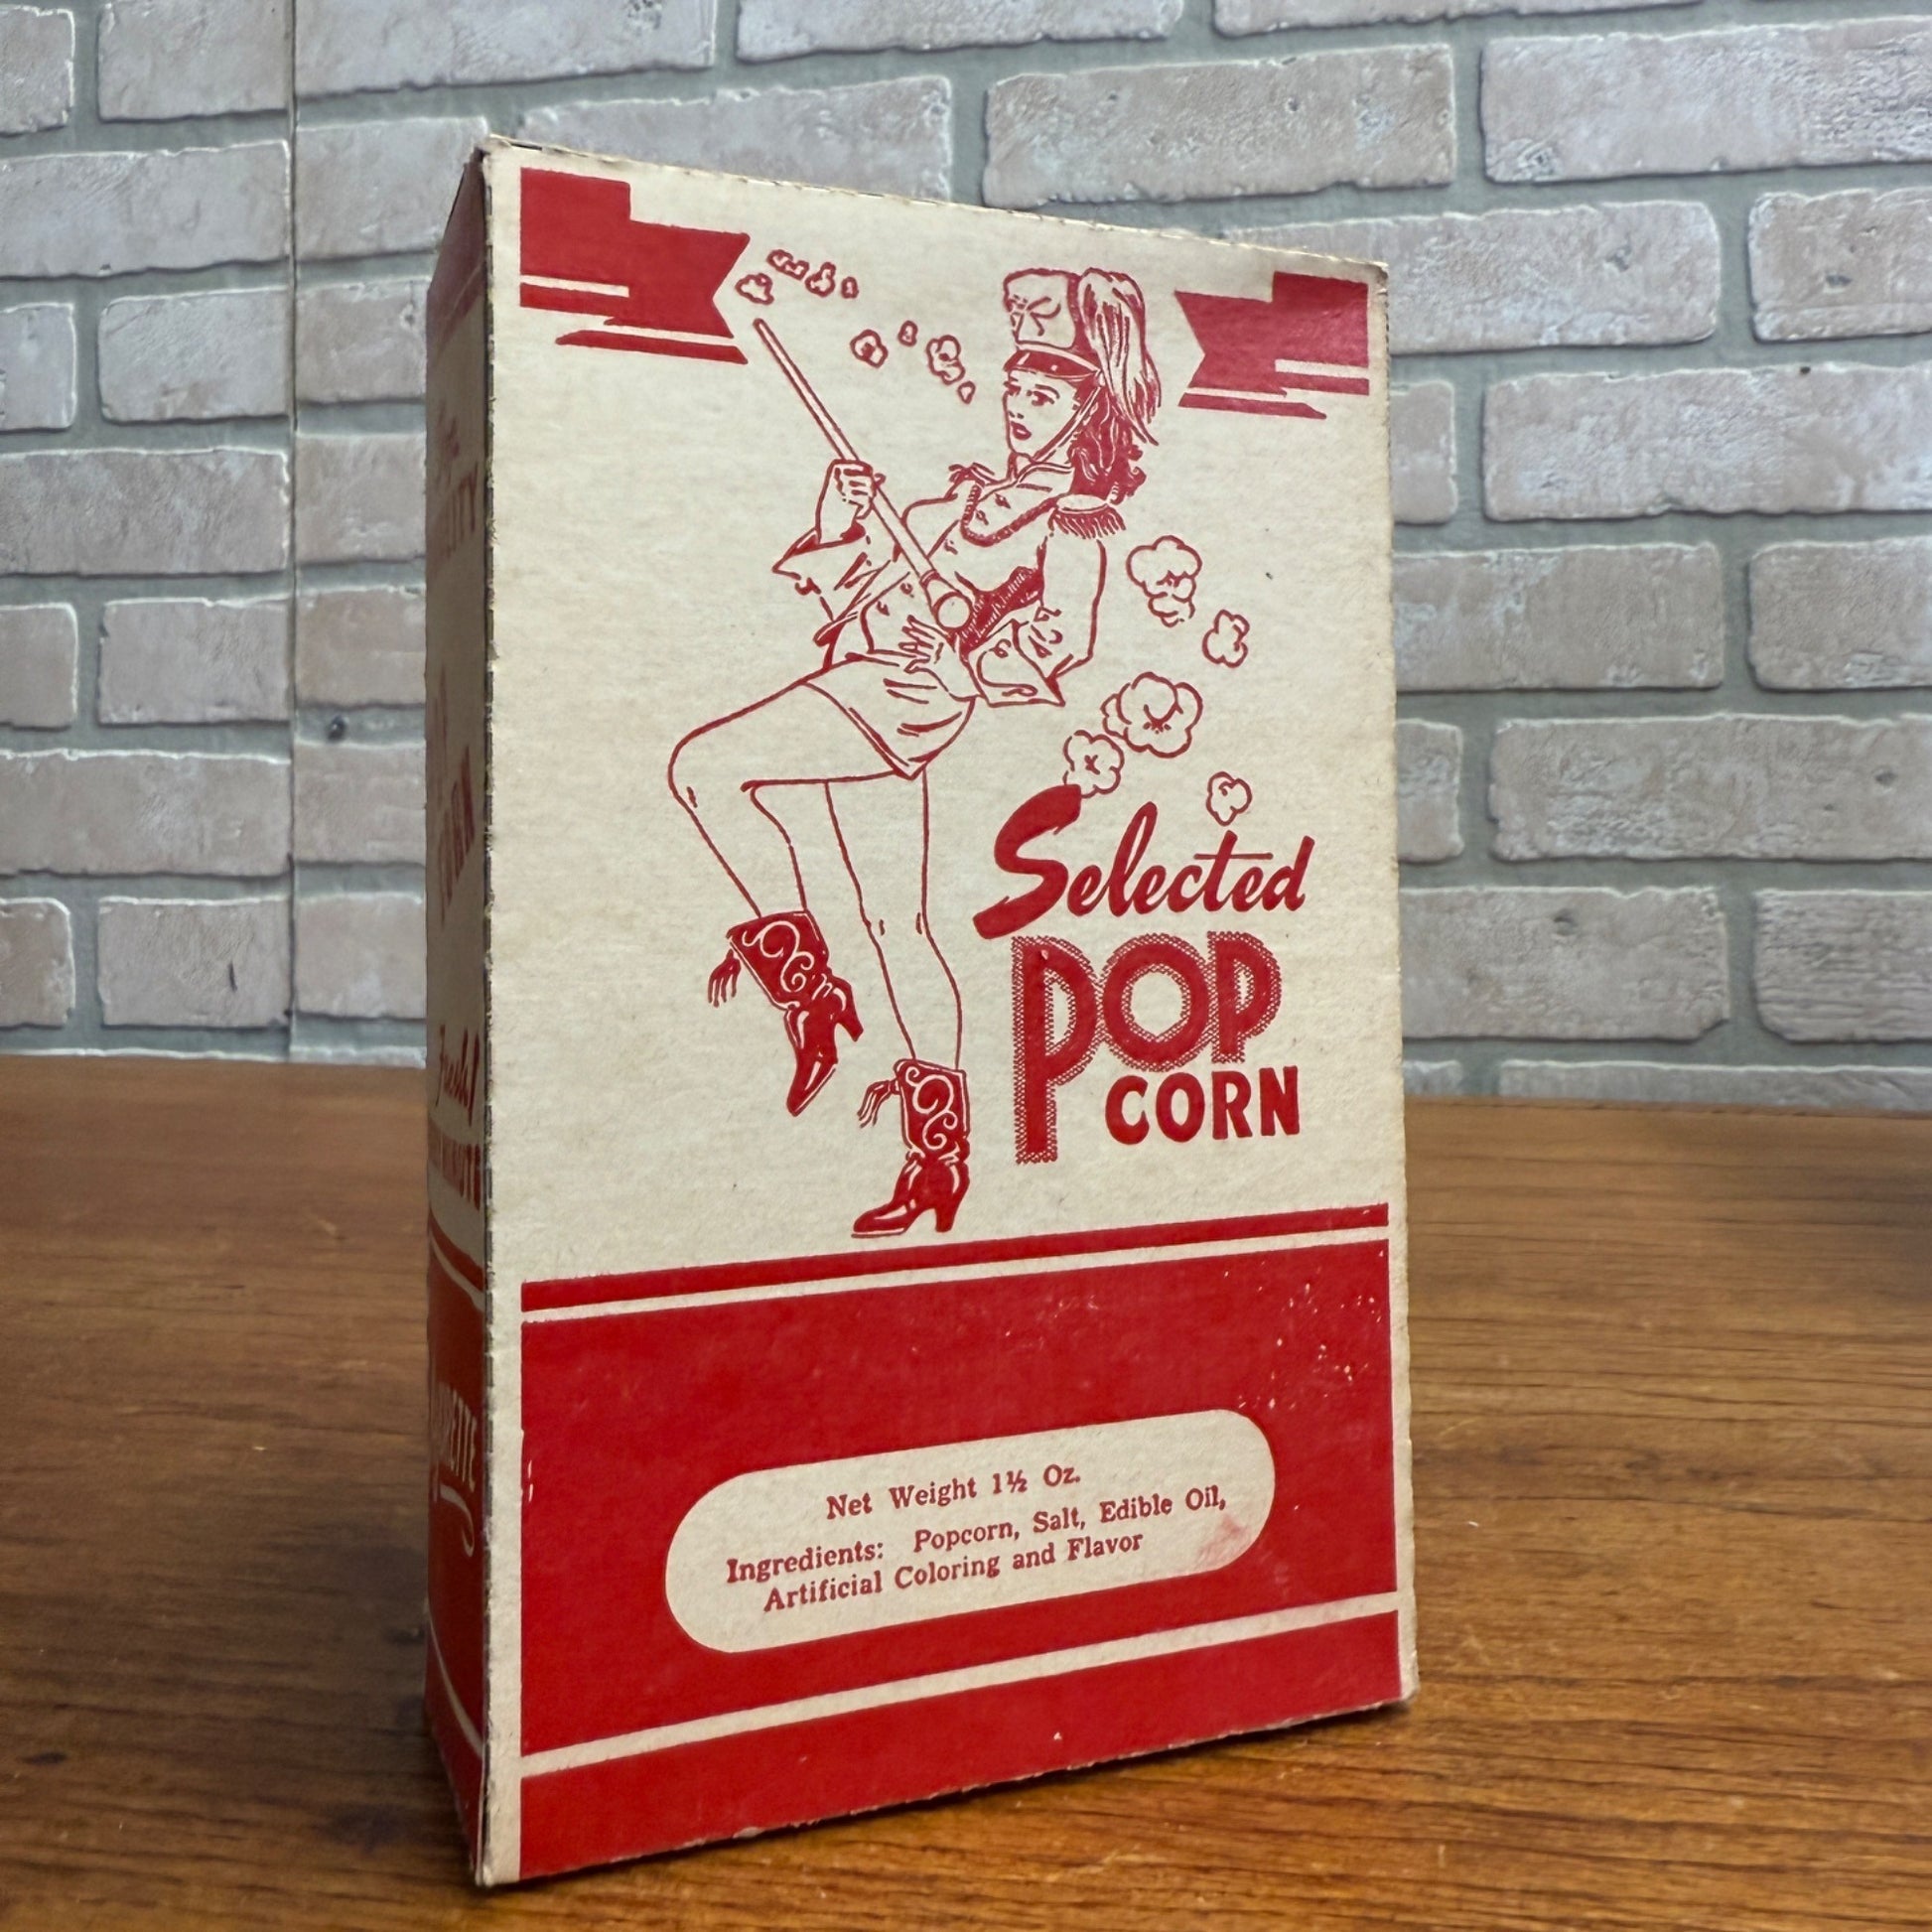 Selected
POP
CORN
Net Weight 1½ Oz.
Ingredients: Popcorn, Salt, Edible Oil,
Artificial Coloring and Flavor